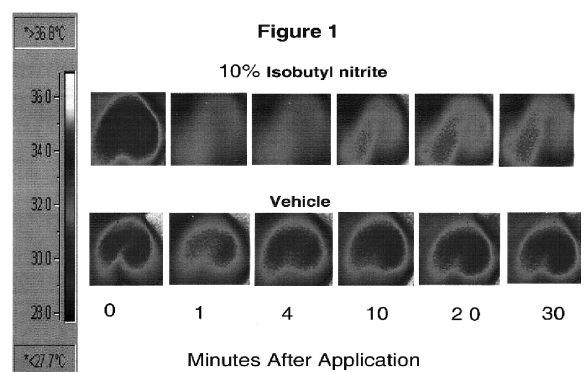 *>36.8°C
Figure 1
10% Isobutyl nitrite
36.0
34.0
32.0
30.0
28.0
Vehicle
0 1 4 10 20 30
*<27.7°C
Minutes After Application